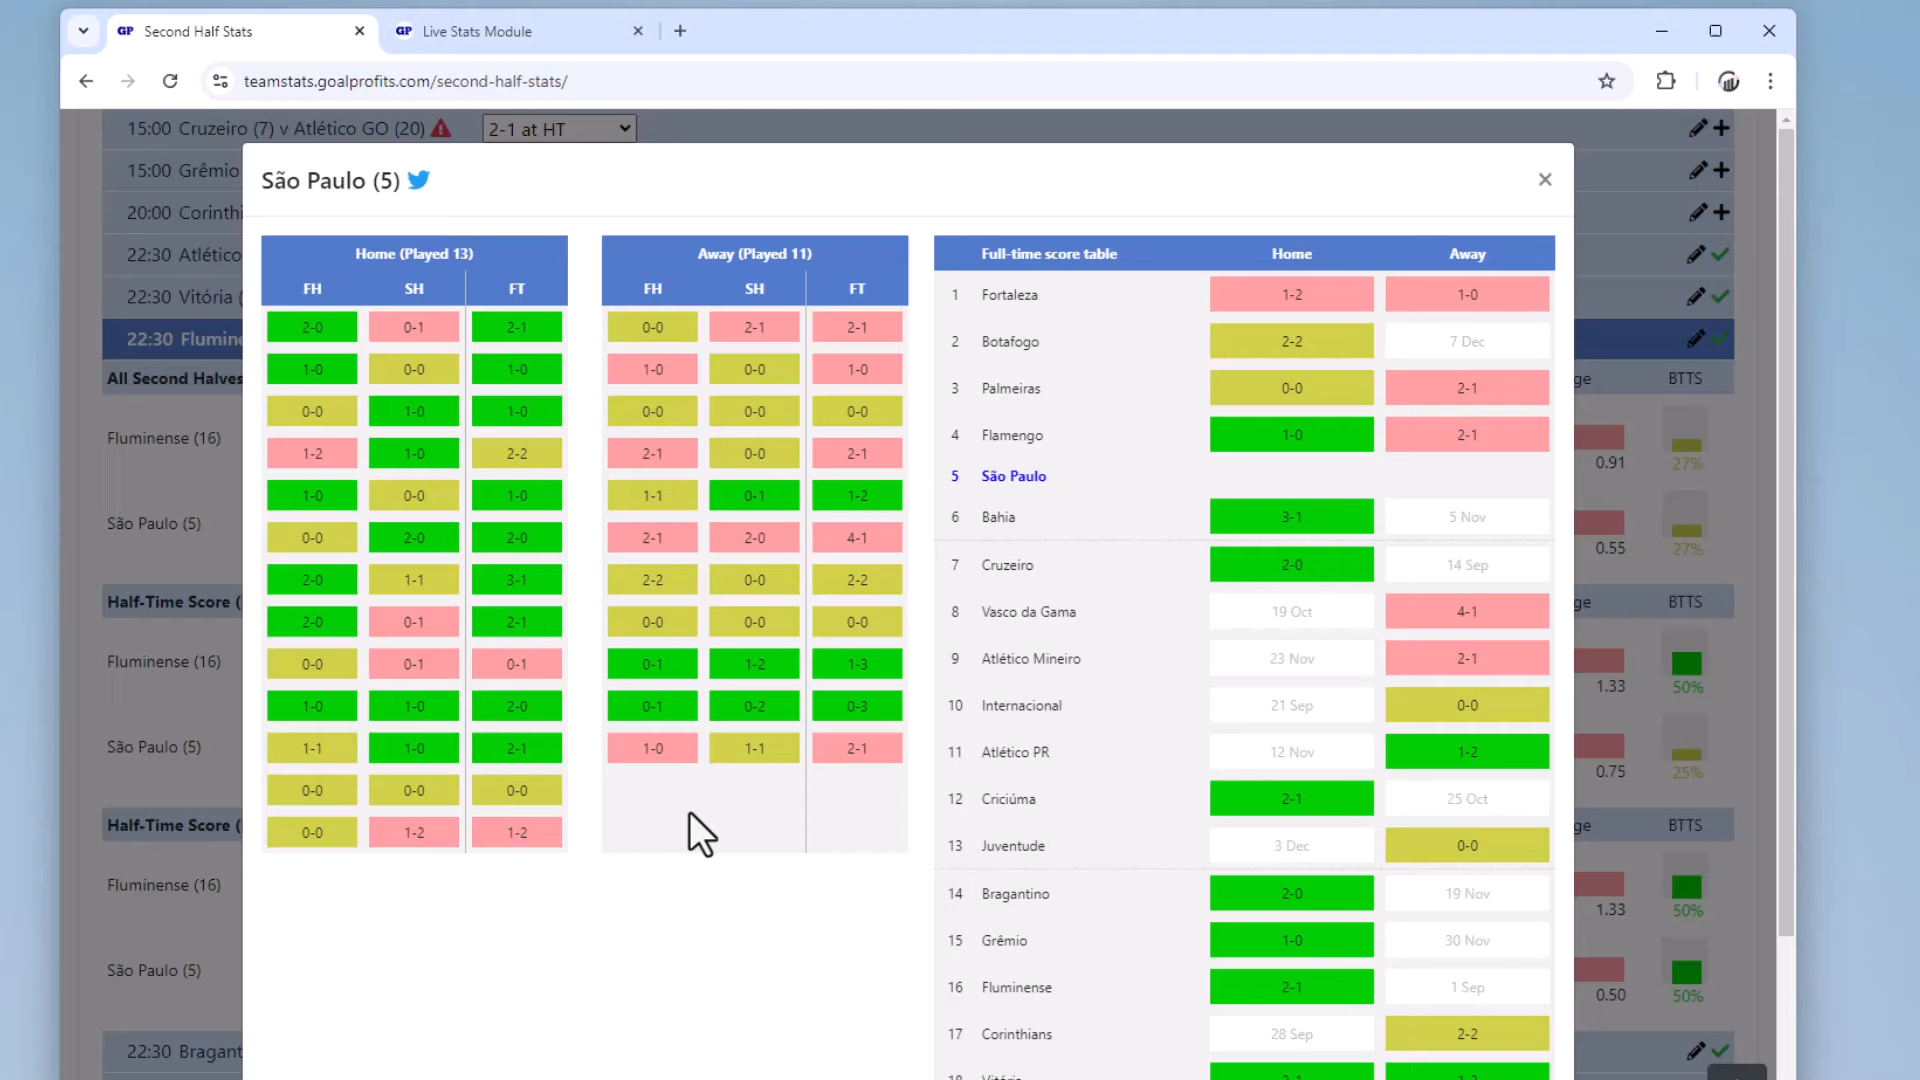 GP Second Half Stats
GP Live Stats Module
teamstats.goalprofits.com/second-half-stats/
15:00 Cruzeiro (7) v Atlético GO (20) 2-1 at HT
15:00 Grêmio
20:00 Corinthi
22:30 Atlético
22:30 Vitória (
22:30 Flumine
All Second Halves
ge BTTS
Fluminense (16)
0.91 27%
São Paulo (5)
0.55 27%
Half-Time Score (
ge BTTS
Fluminense (16)
1.33 50%
São Paulo (5)
0.75 25%
Half-Time Score (
ge BTTS
Fluminense (16)
1.33 50%
São Paulo (5)
0.50 50%
22:30 Bragant
São Paulo (5)
×
Home (Played 13)
FH SH FT
2-0 0-1 2-1
1-0 0-0 1-0
0-0 1-0 1-0
1-2 1-0 2-2
1-0 0-0 1-0
0-0 2-0 2-0
2-0 1-1 3-1
2-0 0-1 2-1
0-0 0-1 0-1
1-0 1-0 2-0
1-1 1-0 2-1
0-0 0-0 0-0
0-0 1-2 1-2
Away (Played 11)
FH SH FT
0-0 2-1 2-1
1-0 0-0 1-0
0-0 0-0 0-0
2-1 0-0 2-1
1-1 0-1 1-2
2-1 2-0 4-1
2-2 0-0 2-2
0-0 0-0 0-0
0-1 1-2 1-3
0-1 0-2 0-3
1-0 1-1 2-1
Full-time score table Home Away
1 Fortaleza 1-2 1-0
2 Botafogo 2-2 7 Dec
3 Palmeiras 0-0 2-1
4 Flamengo 1-0 2-1
5 São Paulo
6 Bahia 3-1 5 Nov
7 Cruzeiro 2-0 14 Sep
8 Vasco da Gama 19 Oct 4-1
9 Atlético Mineiro 23 Nov 2-1
10 Internacional 21 Sep 0-0
11 Atlético PR 12 Nov 1-2
12 Criciúma 2-1 25 Oct
13 Juventude 3 Dec 0-0
14 Bragantino 2-0 19 Nov
15 Grêmio 1-0 30 Nov
16 Fluminense 2-1 1 Sep
17 Corinthians 28 Sep 2-2
18 Vitória